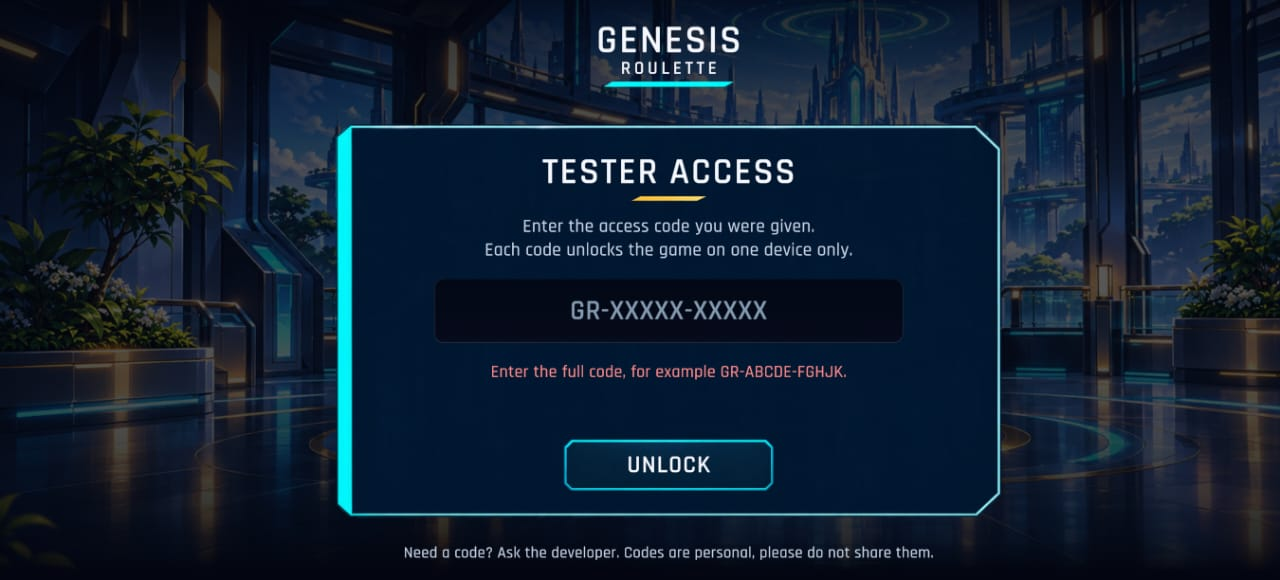 GENESIS
ROULETTE
TESTER ACCESS
Enter the access code you were given.
Each code unlocks the game on one device only.
GR-XXXXX-XXXXX
Enter the full code, for example GR-ABCDE-FGHJK.
UNLOCK
Need a code? Ask the developer. Codes are personal, please do not share them.